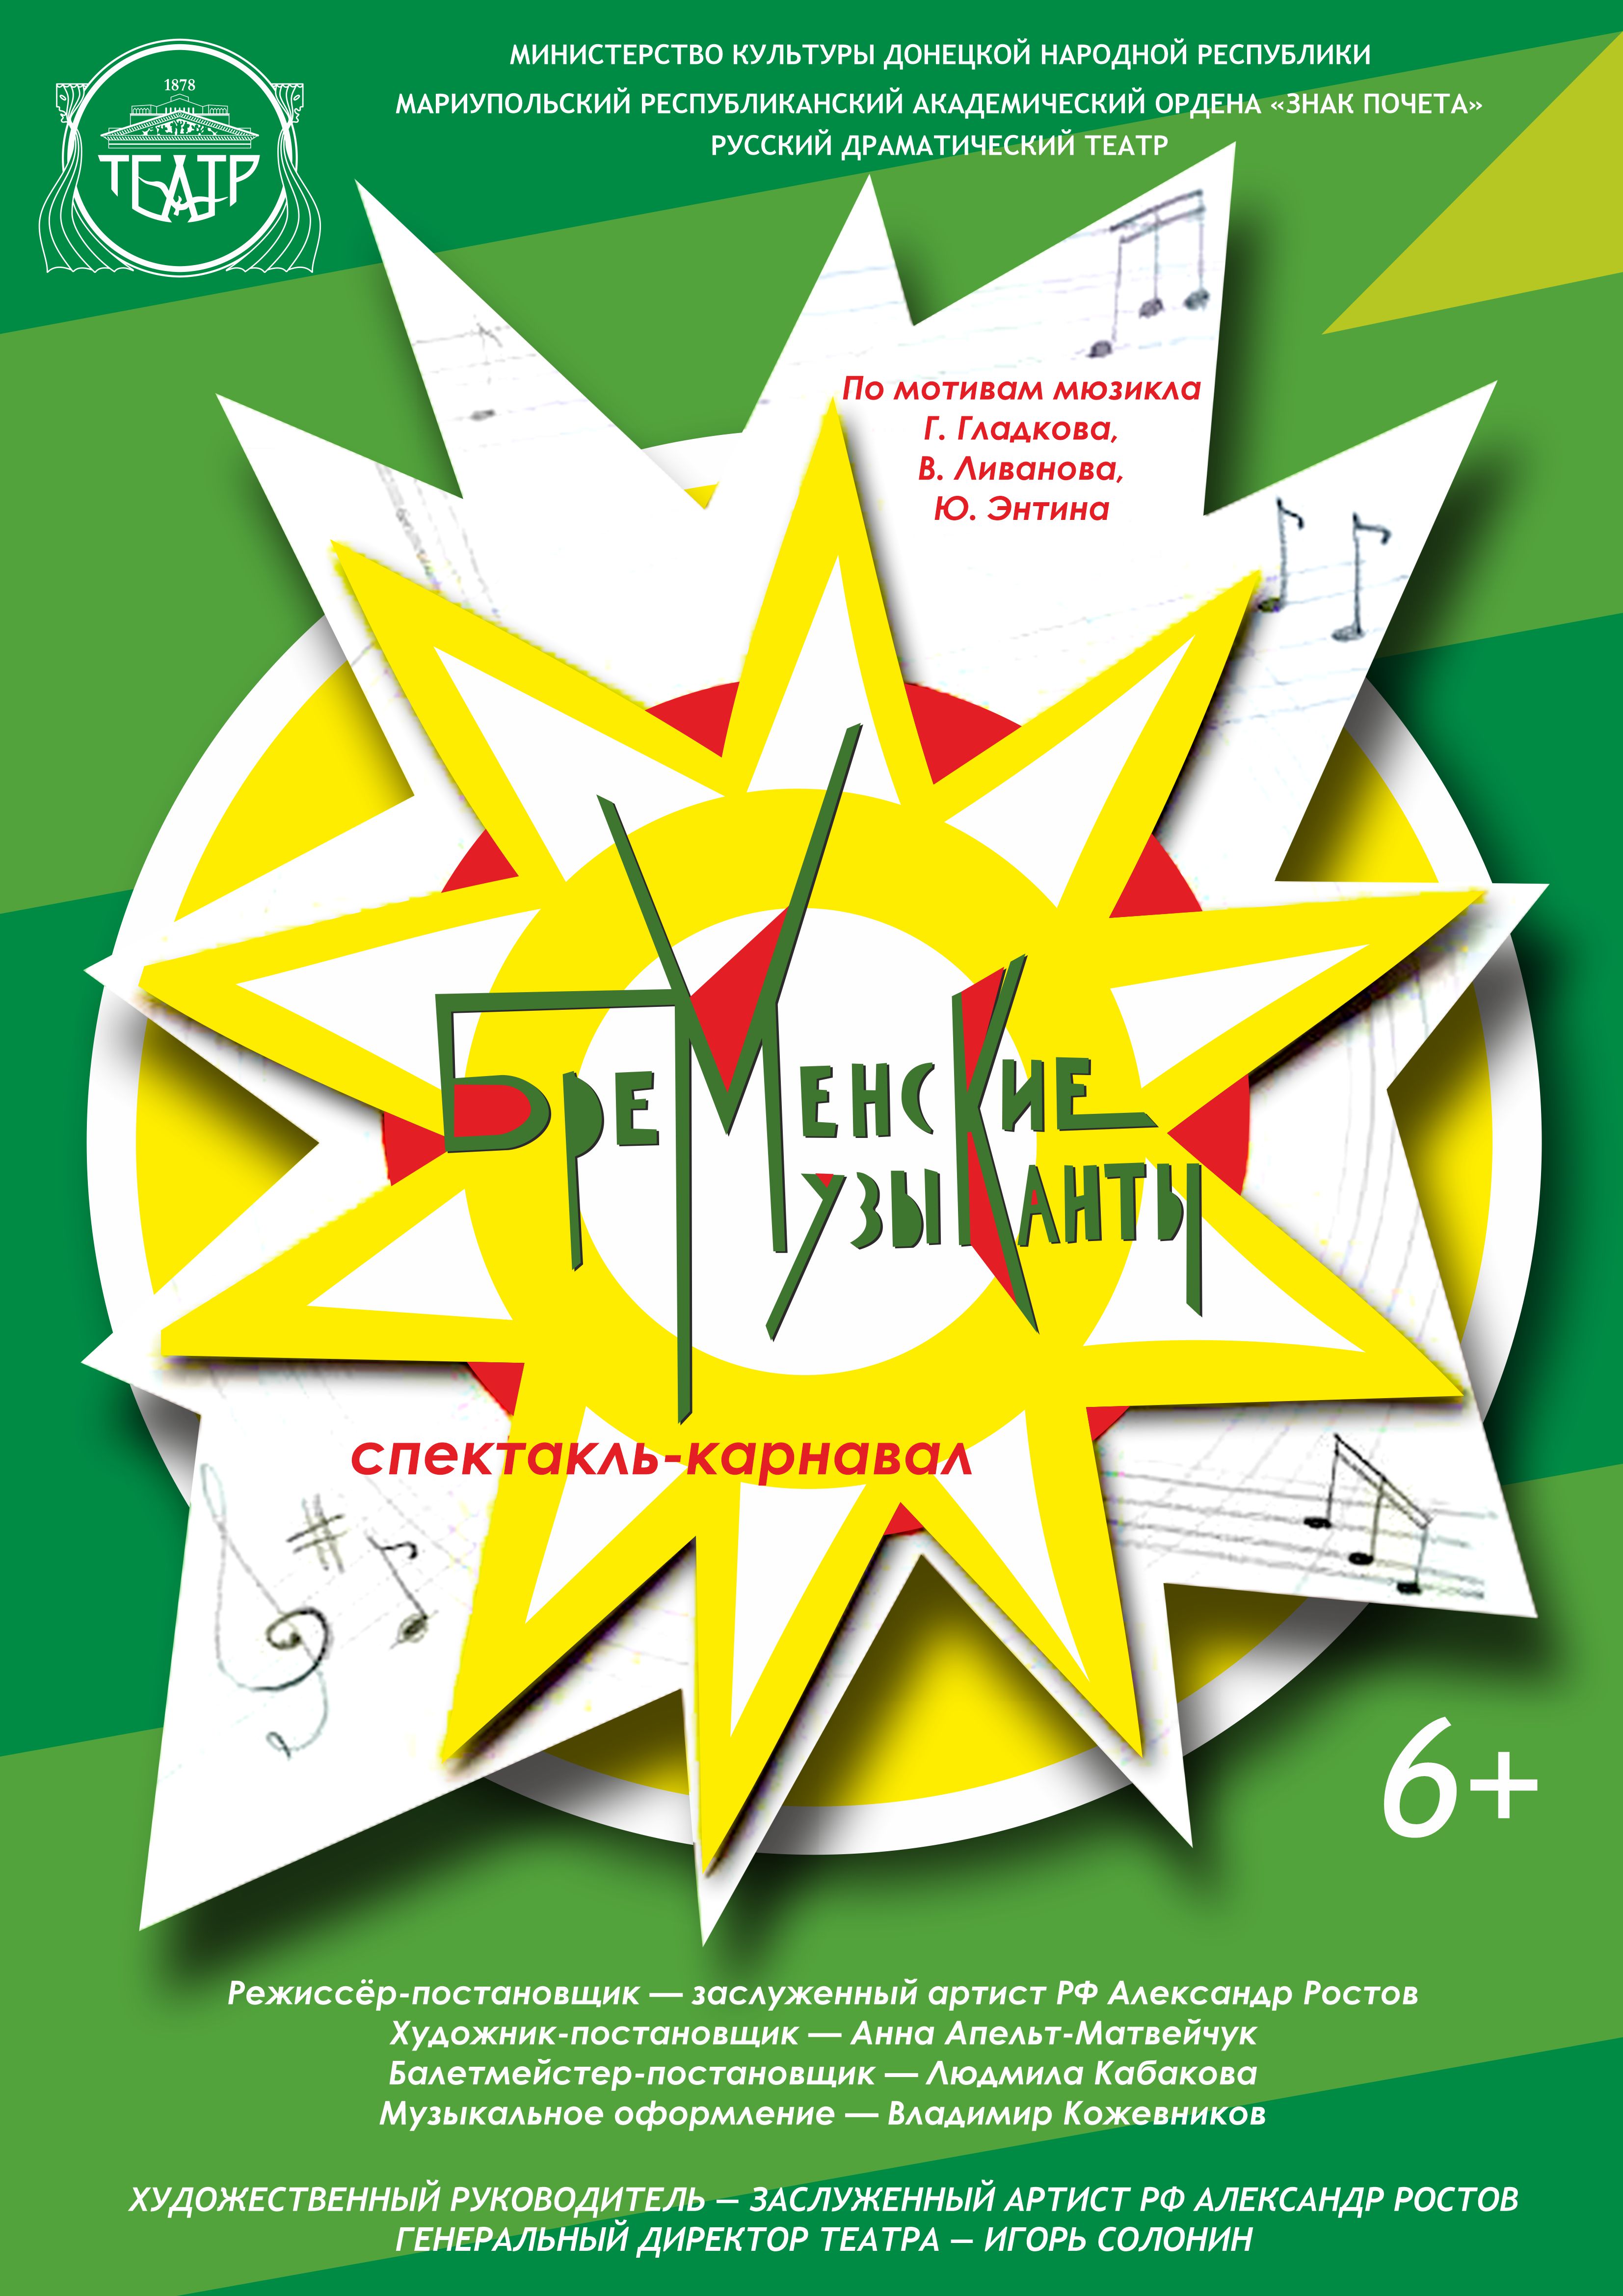 МИНИСТЕРСТВО КУЛЬТУРЫ ДОНЕЦКОЙ НАРОДНОЙ РЕСПУБЛИКИ
МАРИУПОЛЬСКИЙ РЕСПУБЛИКАНСКИЙ АКАДЕМИЧЕСКИЙ ОРДЕНА «ЗНАК ПОЧЕТА»
РУССКИЙ ДРАМАТИЧЕСКИЙ ТЕАТР
1878
ТЕАТР
По мотивам мюзикла
Г. Гладкова,
В. Ливанова,
Ю. Энтина
БРЕМЕНСКИЕ
МУЗЫКАНТЫ
спектакль-карнавал
6+
Режиссёр-постановщик — заслуженный артист РФ Александр Ростов
Художник-постановщик — Анна Апельт-Матвейчук
Балетмейстер-постановщик — Людмила Кабакова
Музыкальное оформление — Владимир Кожевников
ХУДОЖЕСТВЕННЫЙ РУКОВОДИТЕЛЬ — ЗАСЛУЖЕННЫЙ АРТИСТ РФ АЛЕКСАНДР РОСТОВ
ГЕНЕРАЛЬНЫЙ ДИРЕКТОР ТЕАТРА — ИГОРЬ СОЛОНИН